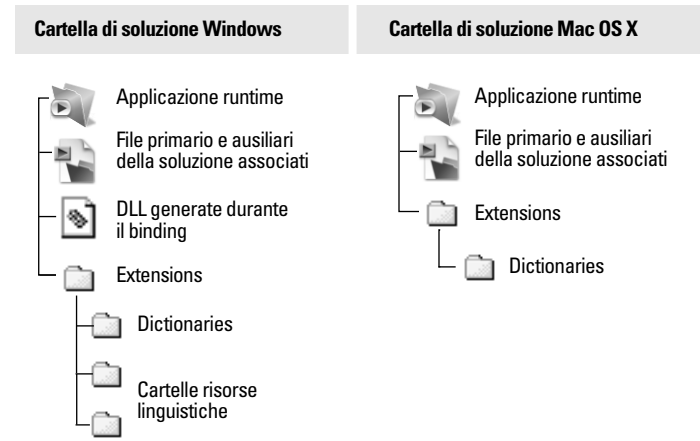 Cartella di soluzione Windows
Applicazione runtime
File primario e ausiliari
della soluzione associati
DLL generate durante
il binding
Extensions
Dictionaries
Cartelle risorse
linguistiche
Cartella di soluzione Mac OS X
Applicazione runtime
File primario e ausiliari
della soluzione associati
Extensions
Dictionaries